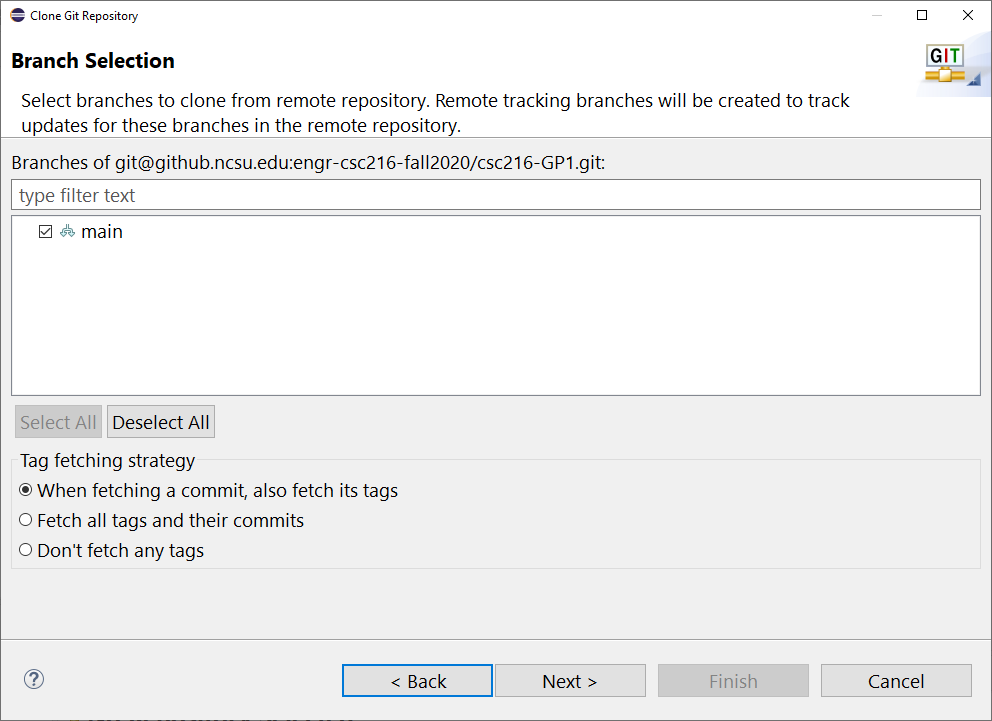 Clone Git Repository
Branch Selection
GIT
Select branches to clone from remote repository. Remote tracking branches will be created to track
updates for these branches in the remote repository.
Branches of git@github.ncsu.edu:engr-csc216-fall2020/csc216-GP1.git:
type filter text
main
Select All Deselect All
Tag fetching strategy
When fetching a commit, also fetch its tags
Fetch all tags and their commits
Don't fetch any tags
? < Back Next > Finish Cancel